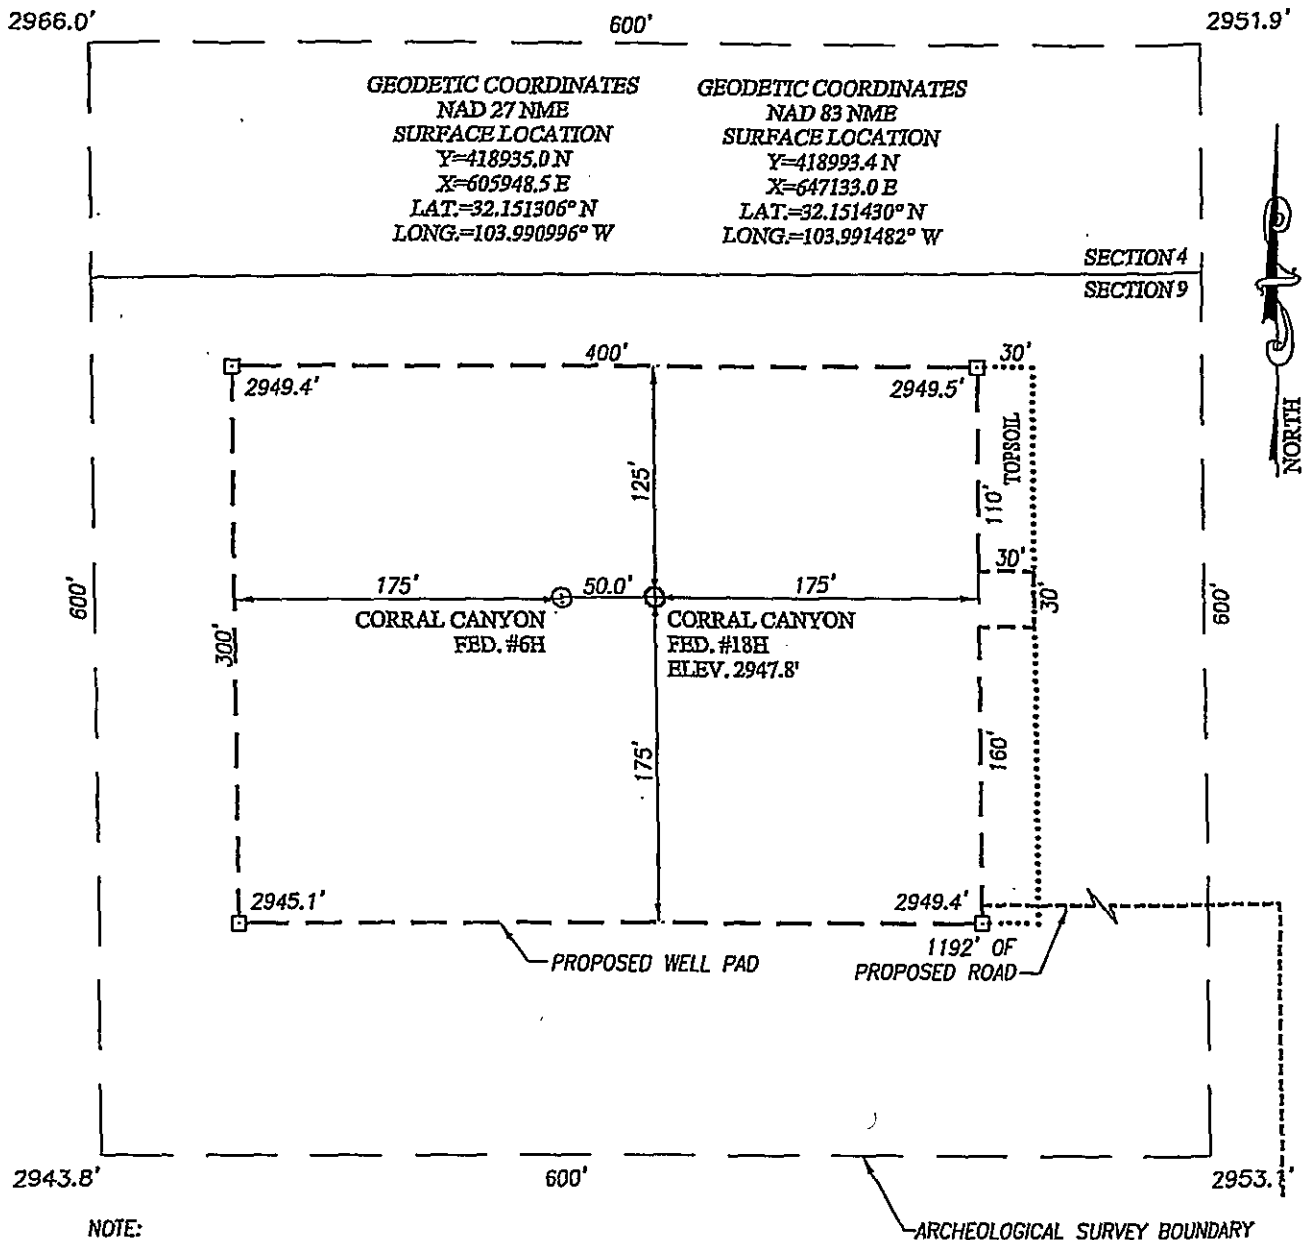 2966.0'
600'
2951.9'
GEODETIC COORDINATES
NAD 27 NME
SURFACE LOCATION
Y=418935.0 N
X=605948.5 E
LAT.=32.151306° N
LONG.=103.990996° W
GEODETIC COORDINATES
NAD 83 NME
SURFACE LOCATION
Y=418993.4 N
X=647133.0 E
LAT.=32.151430° N
LONG.=103.991482° W
SECTION 4
SECTION 9
NORTH
400'
30'
2949.4'
2949.5'
TOPSOIL
125'
110'
30'
175'
50.0'
175'
30'
600'
600'
300'
CORRAL CANYON
FED. #6H
CORRAL CANYON
FED. #18H
ELEV. 2947.8'
175'
160'
2945.1'
2949.4'
PROPOSED WELL PAD
1192' OF
PROPOSED ROAD
2943.8'
600'
NOTE:
ARCHEOLOGICAL SURVEY BOUNDARY